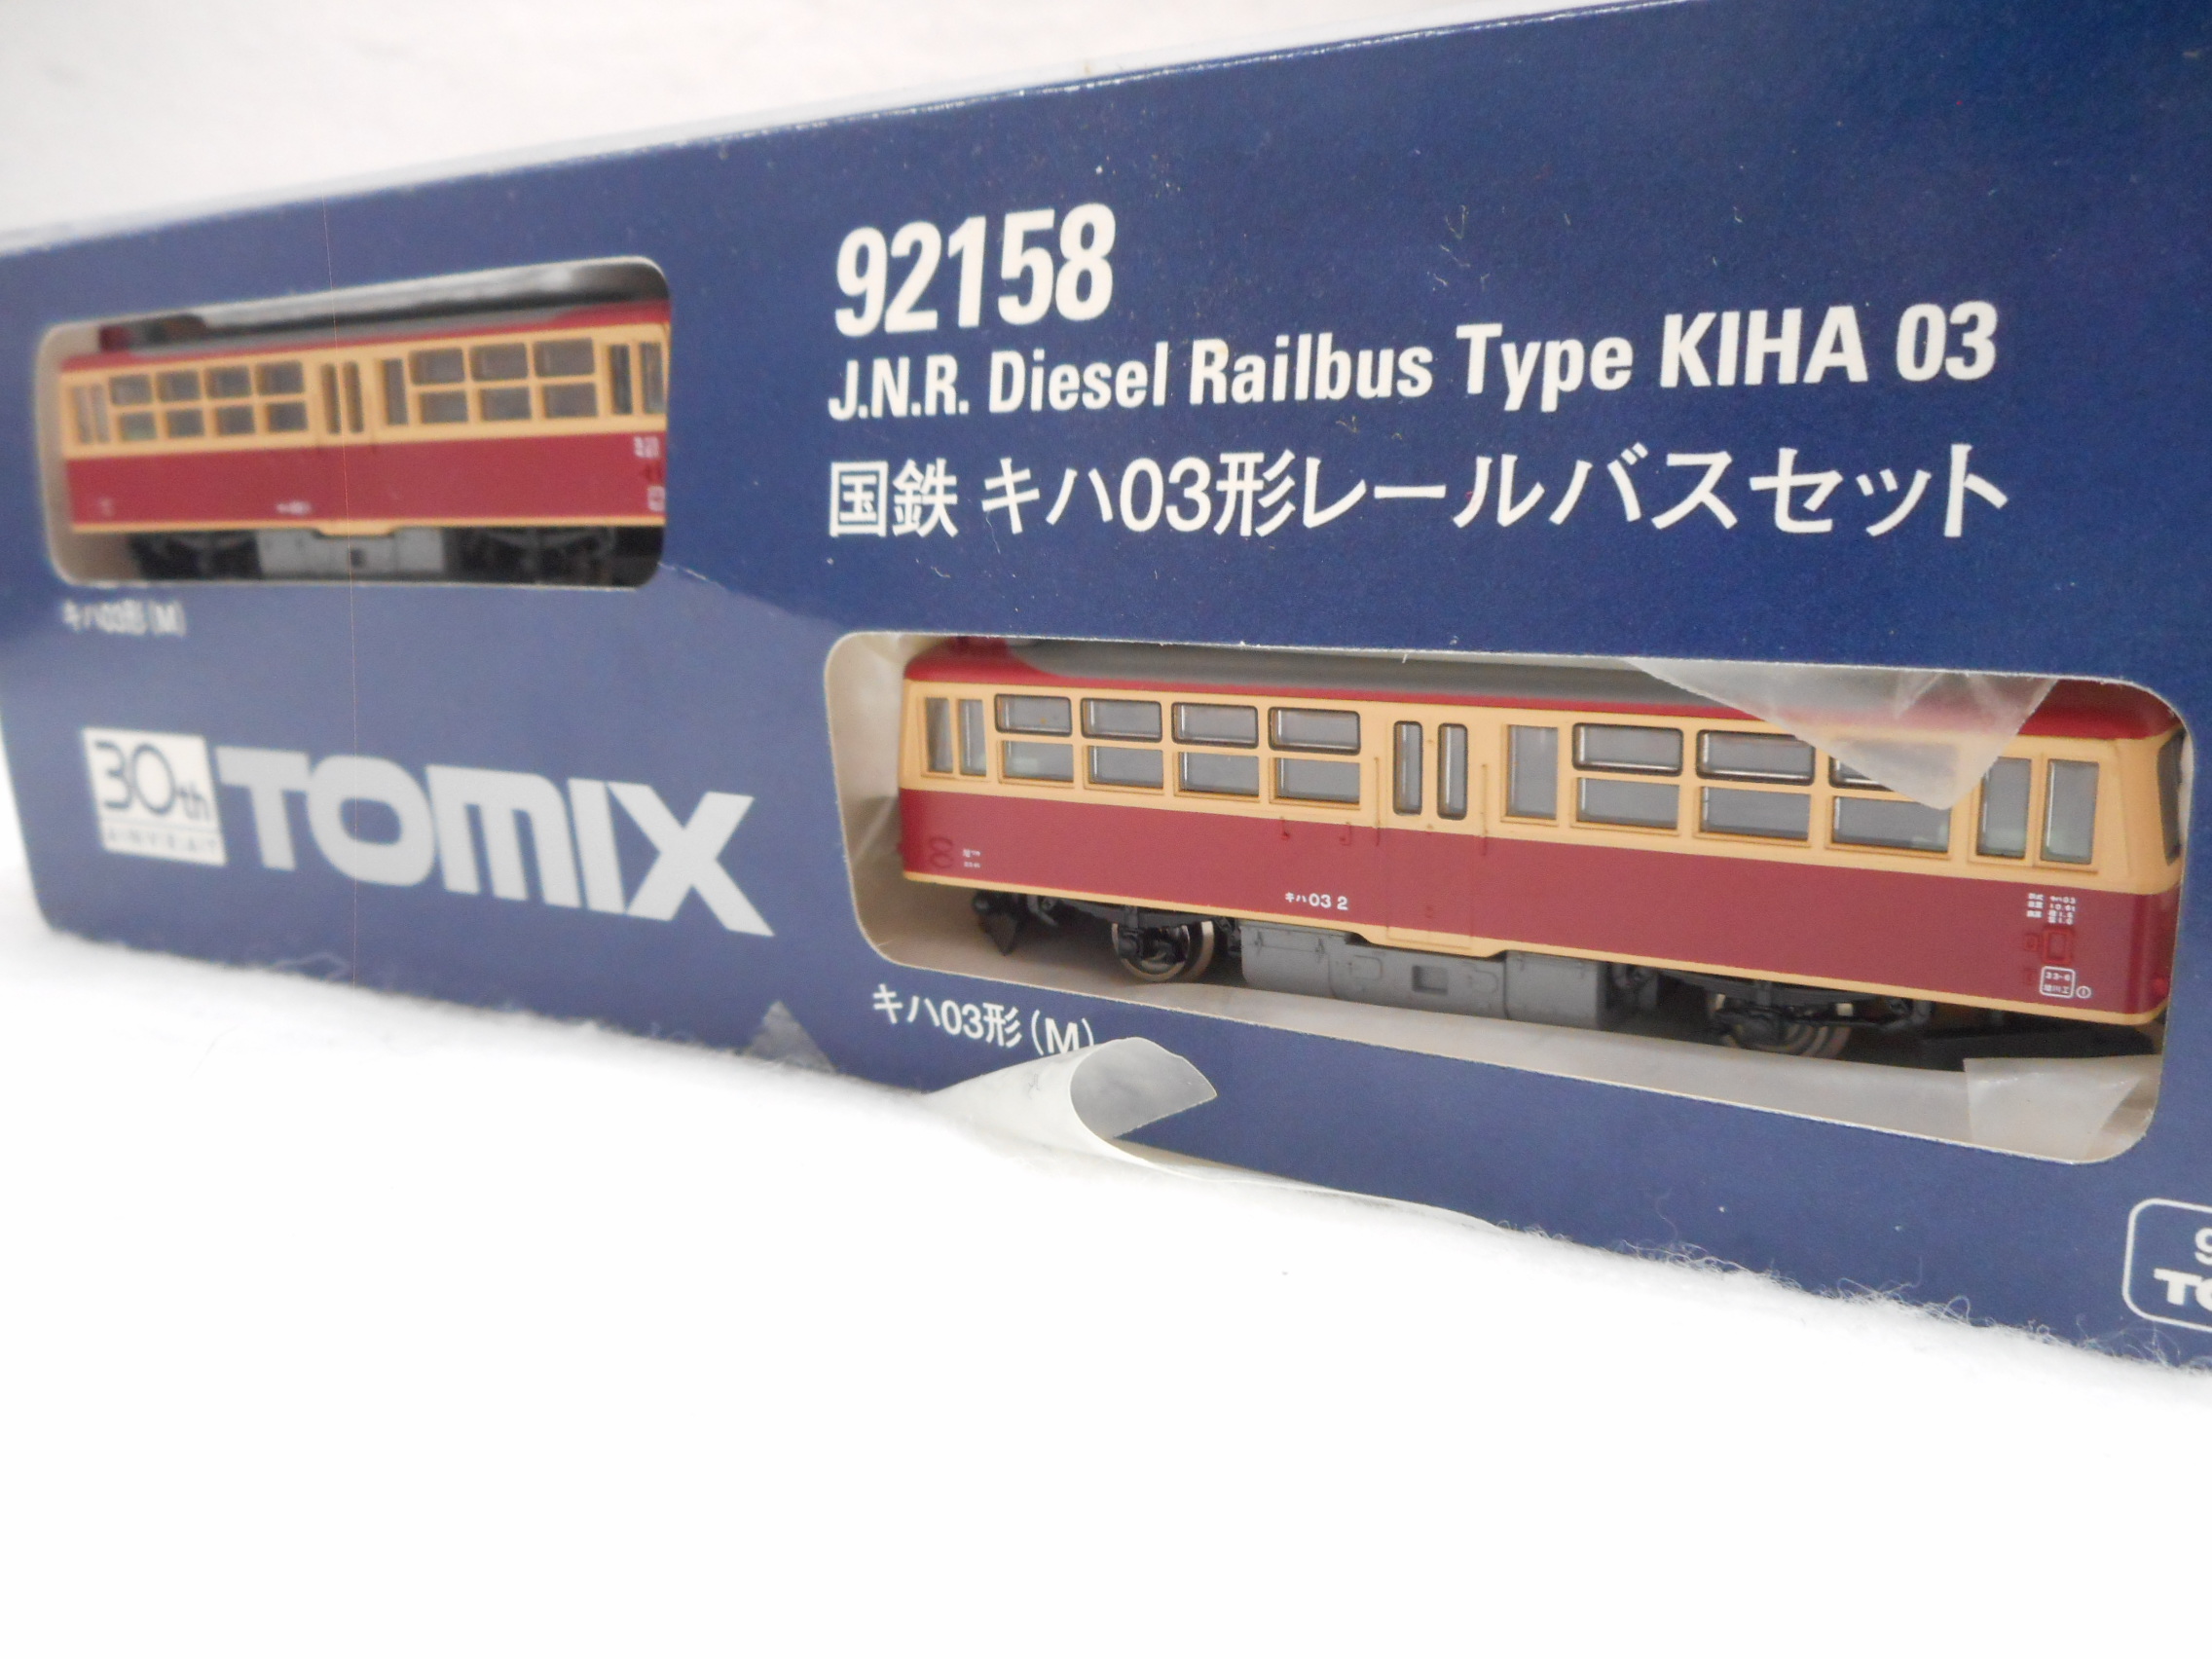 92158
J.N.R. Diesel Railbus Type KIHA 03
国鉄 キハ03形レールバスセット
キハ03形(M)
30th
TOMIX
キハ03 2
キハ03形(M)